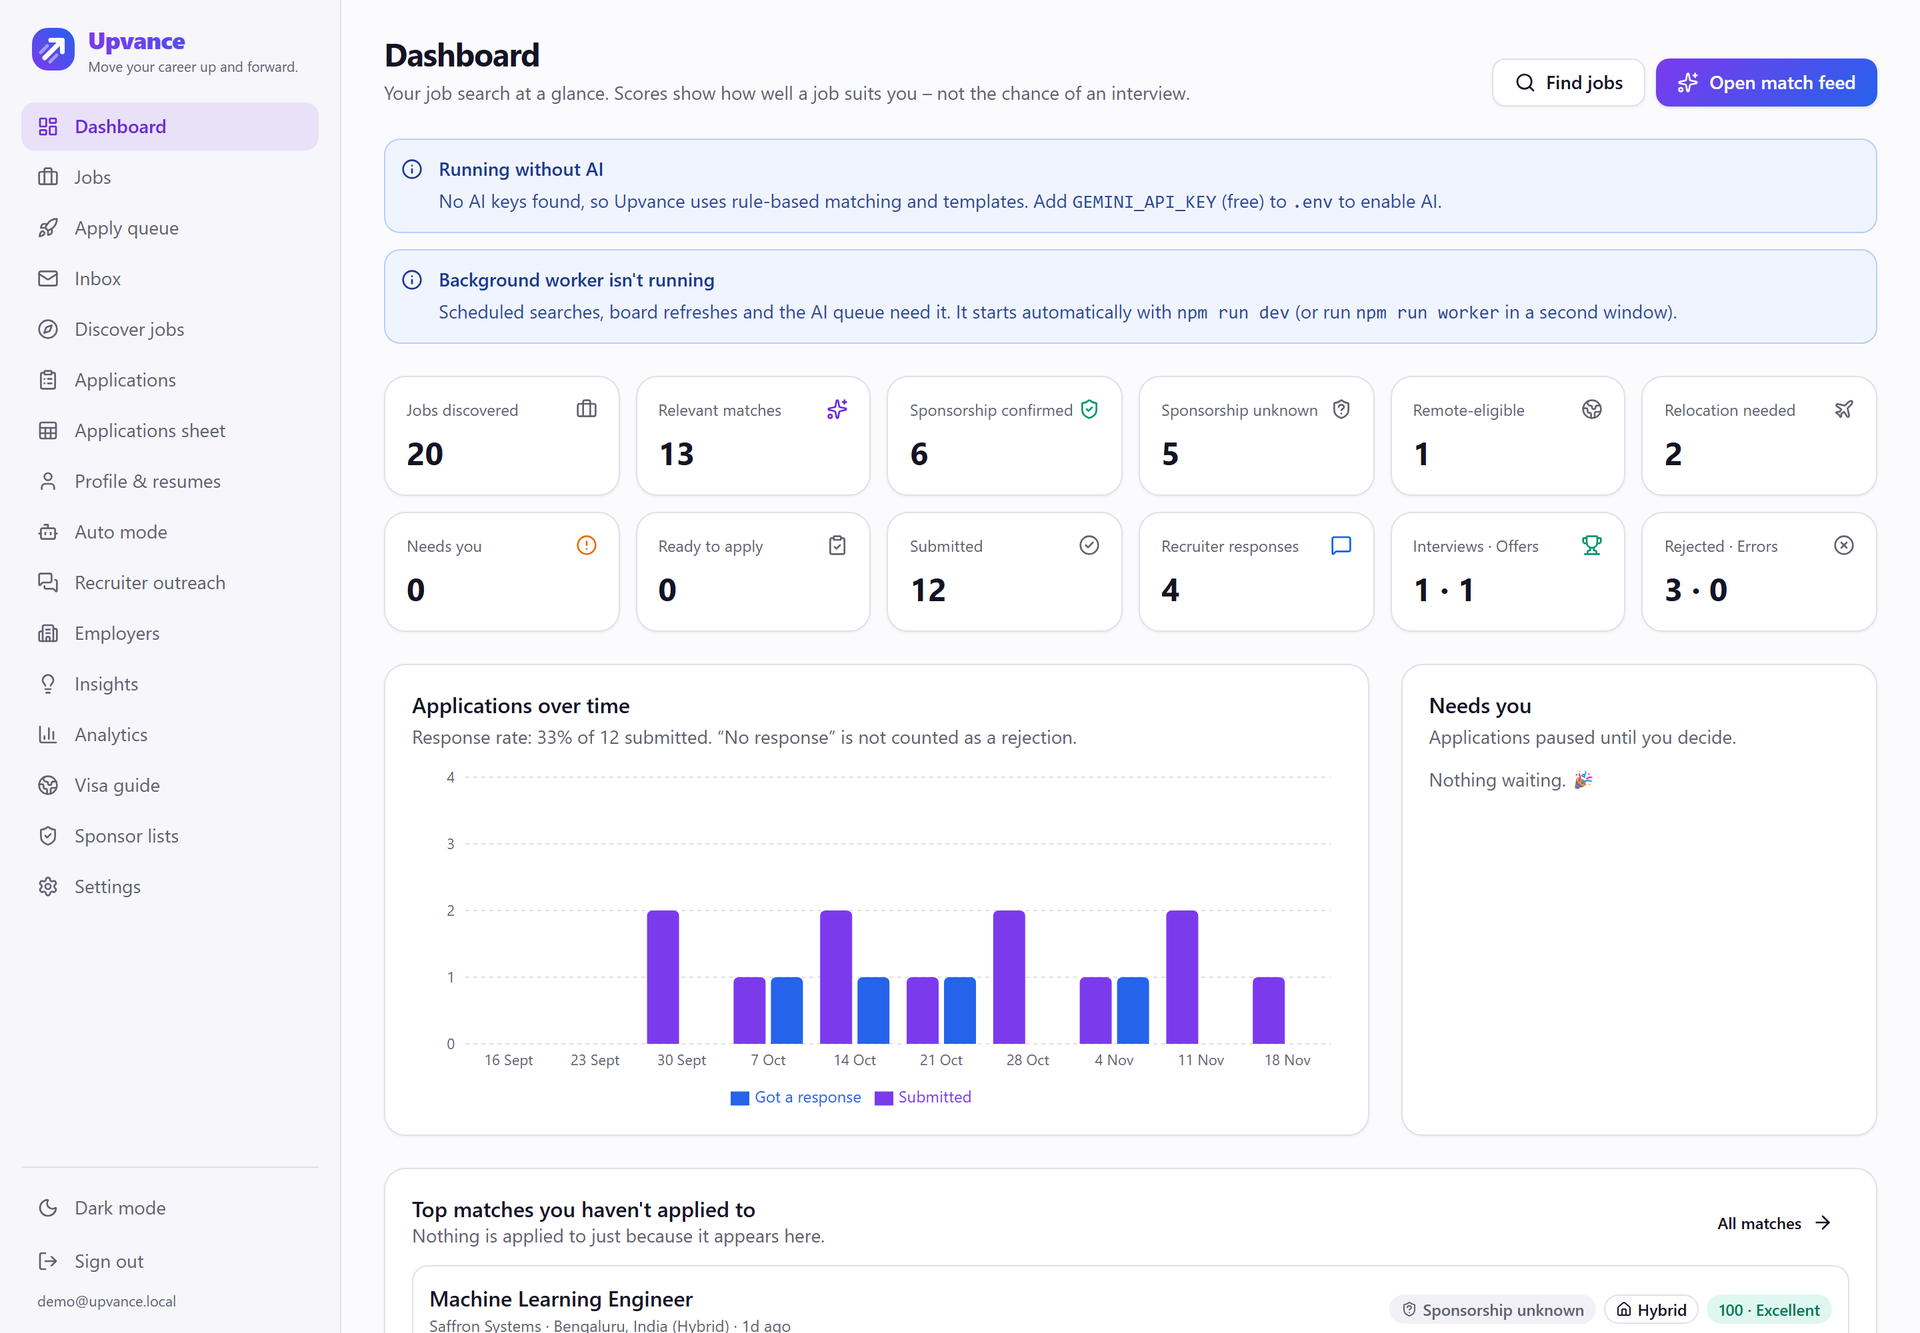 Upvance
Move your career up and forward.
Dashboard
Jobs
Apply queue
Inbox
Discover jobs
Applications
Applications sheet
Profile & resumes
Auto mode
Recruiter outreach
Employers
Insights
Analytics
Visa guide
Sponsor lists
Settings
Dark mode
Sign out
demo@upvance.local
Dashboard
Your job search at a glance. Scores show how well a job suits you – not the chance of an interview.
Find jobs
Open match feed
Running without AI
No AI keys found, so Upvance uses rule-based matching and templates. Add GEMINI_API_KEY (free) to .env to enable AI.
Background worker isn't running
Scheduled searches, board refreshes and the AI queue need it. It starts automatically with npm run dev (or run npm run worker in a second window).
Jobs discovered
20
Relevant matches
13
Sponsorship confirmed
6
Sponsorship unknown
5
Remote-eligible
1
Relocation needed
2
Needs you
0
Ready to apply
0
Submitted
12
Recruiter responses
4
Interviews · Offers
1 · 1
Rejected · Errors
3 · 0
Applications over time
Response rate: 33% of 12 submitted. “No response” is not counted as a rejection.
4
3
2
1
0
16 Sept 23 Sept 30 Sept 7 Oct 14 Oct 21 Oct 28 Oct 4 Nov 11 Nov 18 Nov
Got a response Submitted
Needs you
Applications paused until you decide.
Nothing waiting. 🎉
Top matches you haven't applied to
Nothing is applied to just because it appears here.
All matches
Machine Learning Engineer
Saffron Systems · Bengaluru, India (Hybrid) · 1d ago
Sponsorship unknown
Hybrid
100 · Excellent